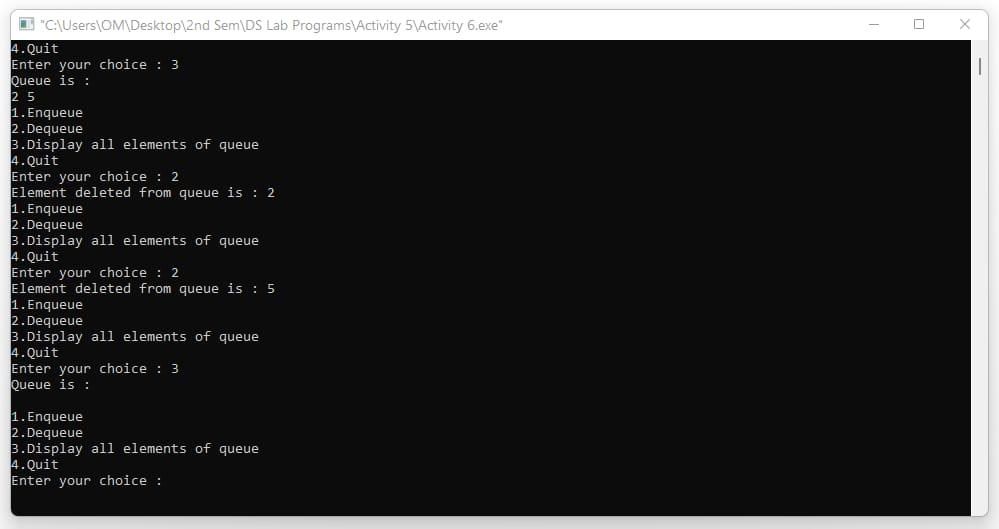 "C:\Users\OM\Desktop\2nd Sem\DS Lab Programs\Activity 5\Activity 6.exe"
4.Quit
Enter your choice : 3
Queue is :
2 5
1.Enqueue
2.Dequeue
3.Display all elements of queue
4.Quit
Enter your choice : 2
Element deleted from queue is : 2
1.Enqueue
2.Dequeue
3.Display all elements of queue
4.Quit
Enter your choice : 2
Element deleted from queue is : 5
1.Enqueue
2.Dequeue
3.Display all elements of queue
4.Quit
Enter your choice : 3
Queue is :
1.Enqueue
2.Dequeue
3.Display all elements of queue
4.Quit
Enter your choice :